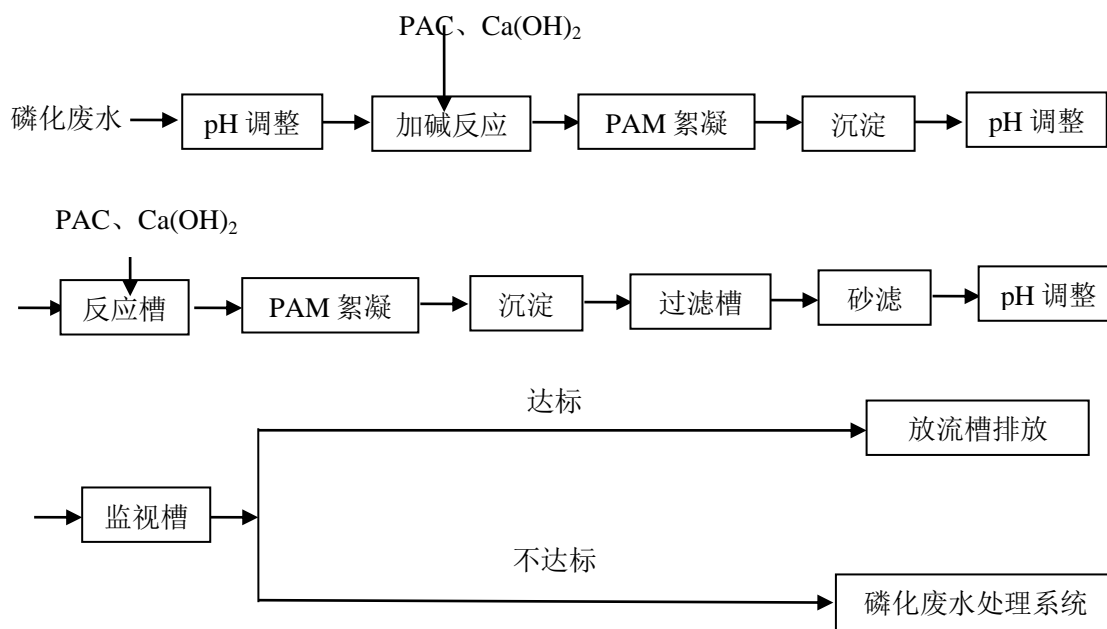 PAC、Ca(OH)₂
磷化废水 pH 调整 加碱反应 PAM 絮凝 沉淀 pH 调整
PAC、Ca(OH)₂
反应槽 PAM 絮凝 沉淀 过滤槽 砂滤 pH 调整
达标
放流槽排放
监视槽
不达标
磷化废水处理系统